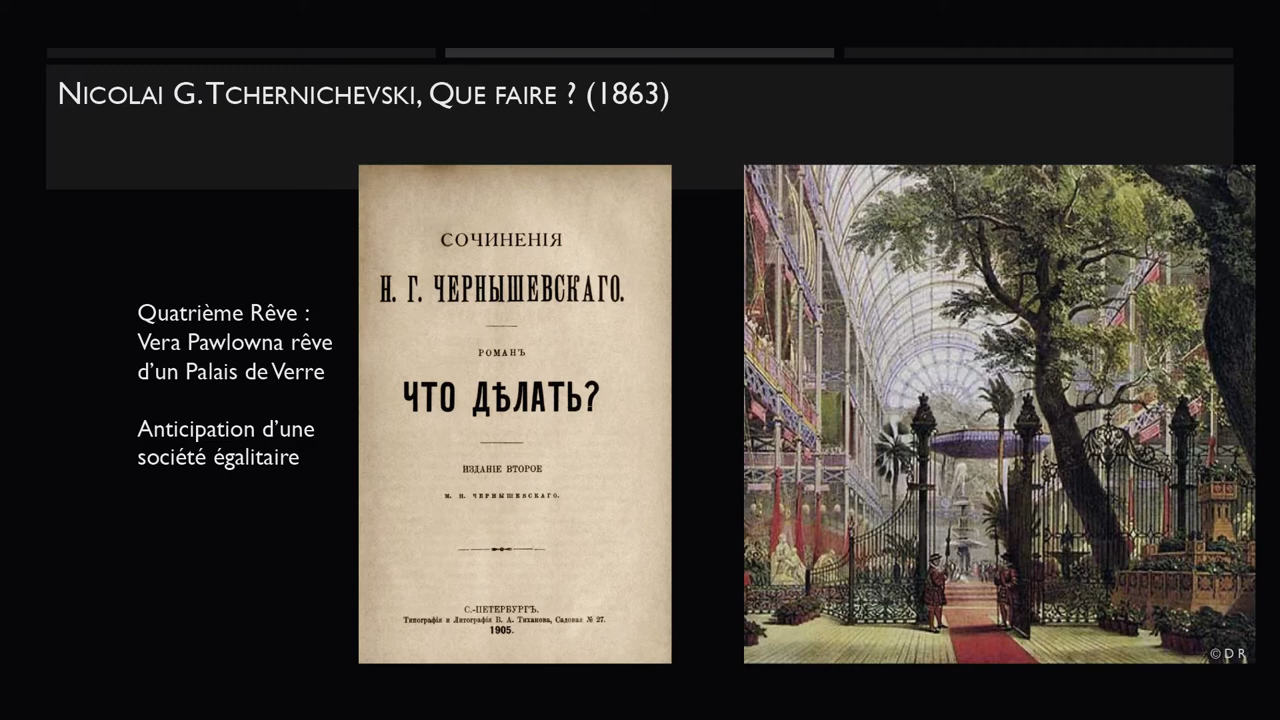 Nicolai G. Tchernichevski, Que faire ? (1863)
Quatrième Rêve :
Vera Pawlowna rêve
d'un Palais de Verre
Anticipation d'une
société égalitaire
СОЧИНЕНІЯ
Н. Г. ЧЕРНЫШЕВСКАГО.
РОМАНЪ
ЧТО ДѢЛАТЬ?
ИЗДАНІЕ ВТОРОЕ
М. Н. ЧЕРНЫШЕВСКАГО.
С.-ПЕТЕРБУРГЪ.
Типографія и Литографія В. А. Тиханова, Садовая № 27.
1905.
© D R